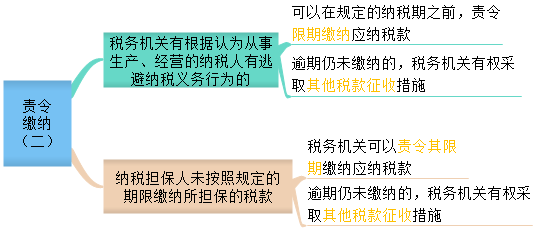 责令
缴纳
（二）
税务机关有根据认为从事
生产、经营的纳税人有逃
避纳税义务行为的
可以在规定的纳税期之前，责令
限期缴纳应纳税款
逾期仍未缴纳的，税务机关有权采
取其他税款征收措施
纳税担保人未按照规定的
期限缴纳所担保的税款
税务机关可以责令其限
期缴纳应纳税款
逾期仍未缴纳的，税务机关有权采
取其他税款征收措施